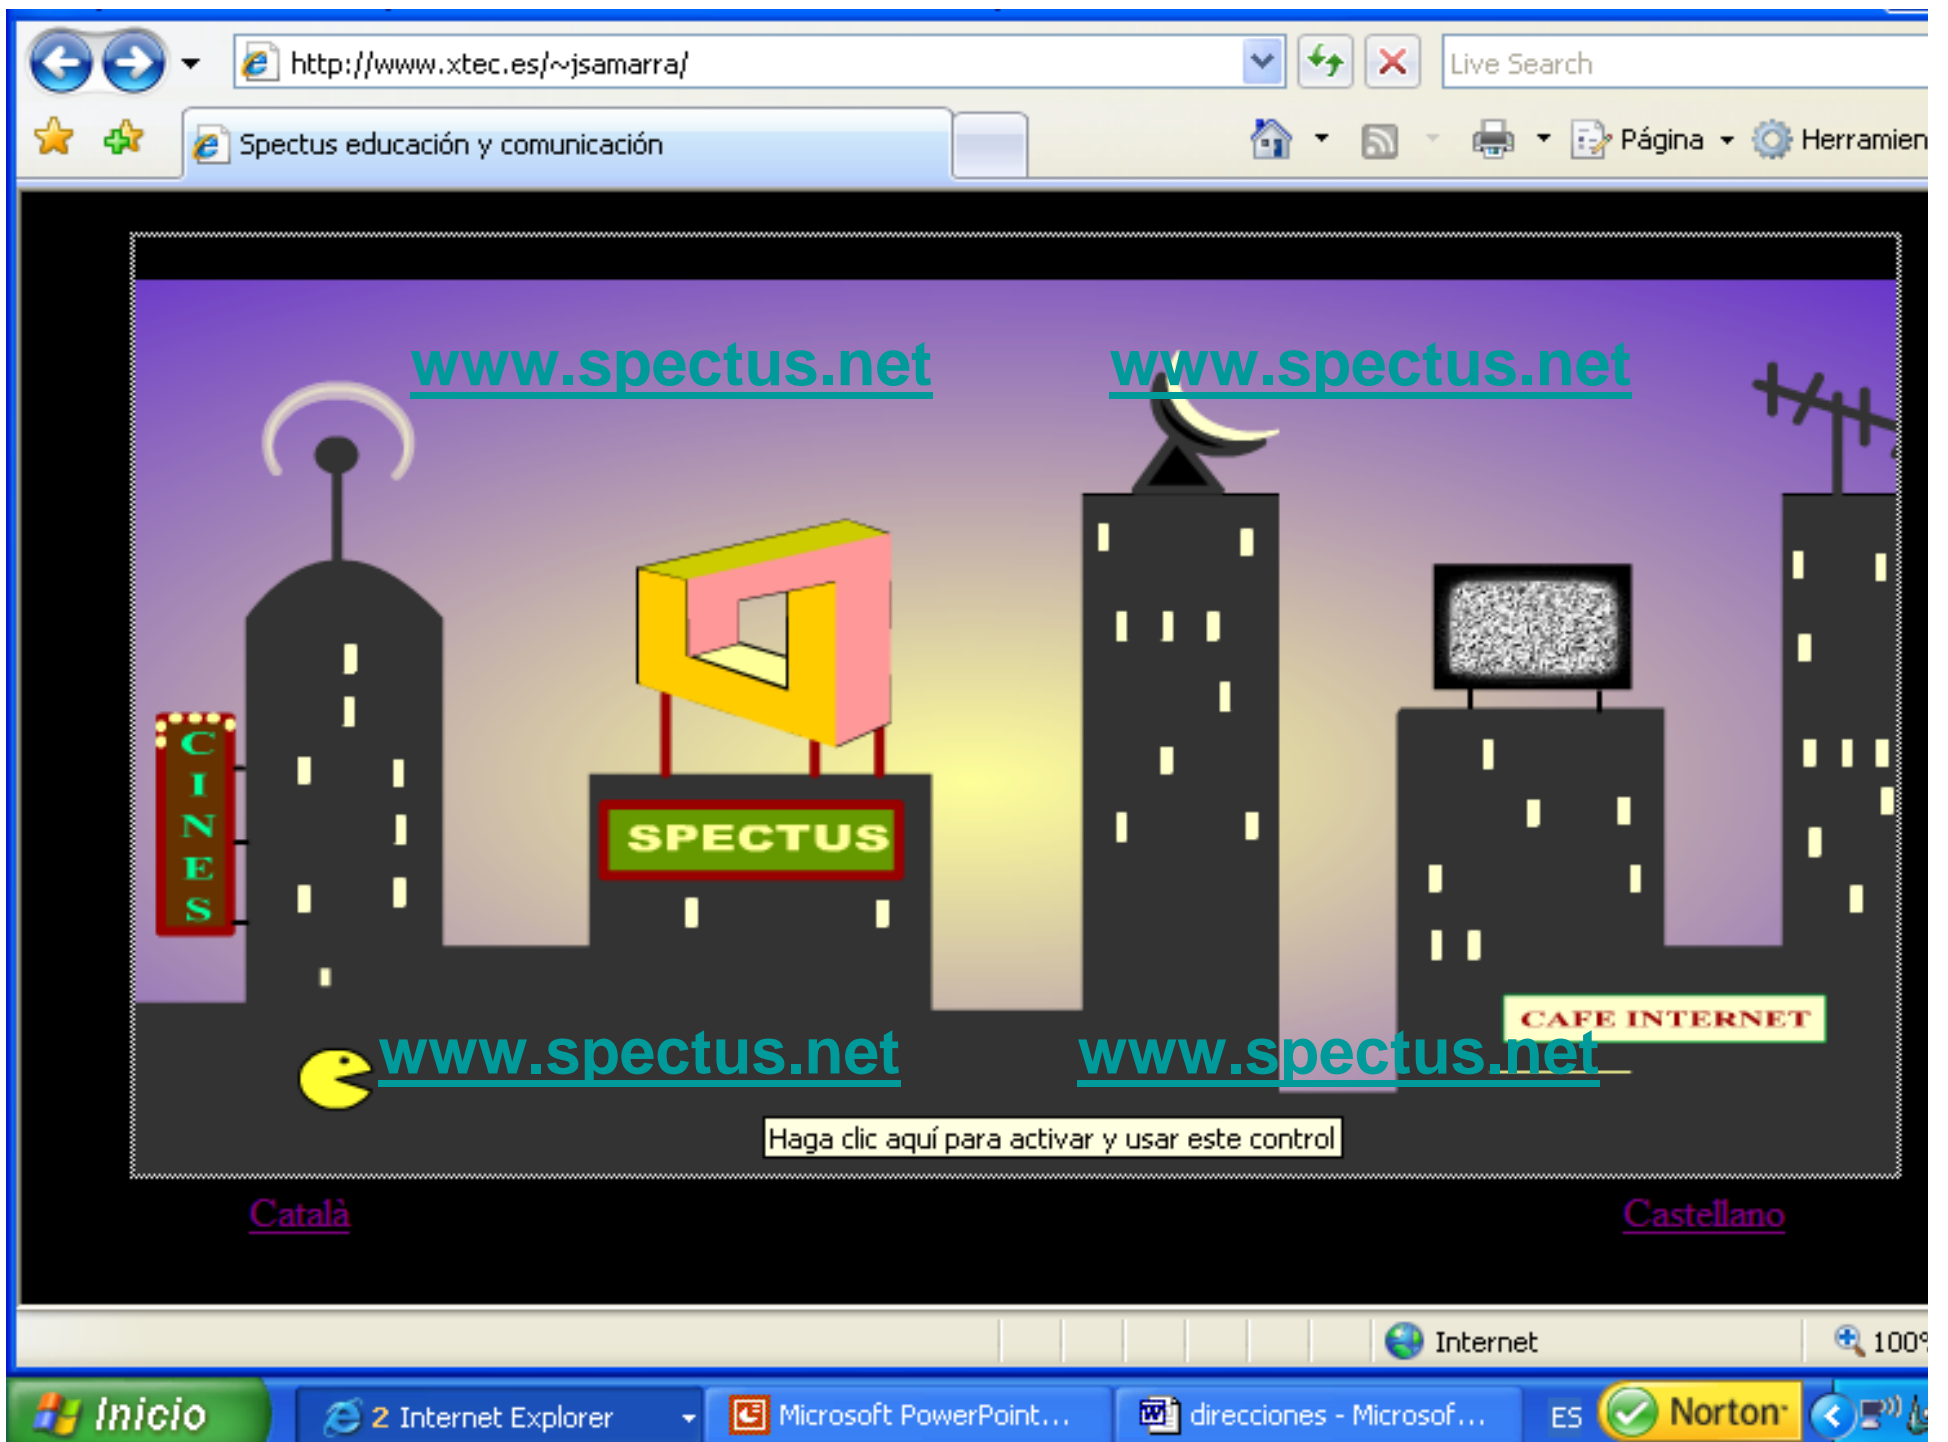 http://www.xtec.es/~jsamarra/
Live Search
Spectus educación y comunicación
Página
Herramien
www.spectus.net
www.spectus.net
CINES
SPECTUS
CAFE INTERNET
www.spectus.net
www.spectus.net
Haga clic aquí para activar y usar este control
Català
Castellano
Internet
100%
Inicio
2 Internet Explorer
Microsoft PowerPoint...
direcciones - Microsof...
ES
Norton